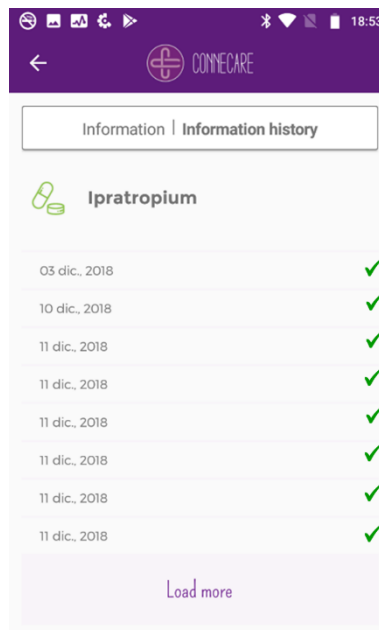 18:53
CONNECARE
Information | Information history
Ipratropium
03 dic., 2018
10 dic., 2018
11 dic., 2018
11 dic., 2018
11 dic., 2018
11 dic., 2018
11 dic., 2018
11 dic., 2018
Load more